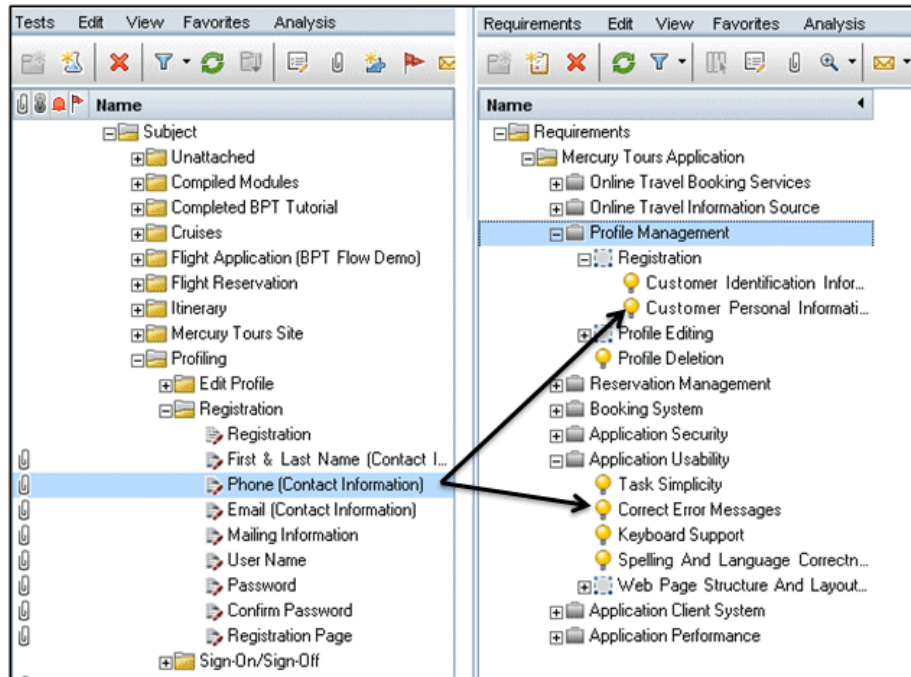 Tests Edit View Favorites Analysis
Name
Subject
Unattached
Compiled Modules
Completed BPT Tutorial
Cruises
Flight Application (BPT Flow Demo)
Flight Reservation
Itinerary
Mercury Tours Site
Profiling
Edit Profile
Registration
Registration
First & Last Name (Contact I...
Phone (Contact Information)
Email (Contact Information)
Mailing Information
User Name
Password
Confirm Password
Registration Page
Sign-On/Sign-Off
Requirements Edit View Favorites Analysis
Name
Requirements
Mercury Tours Application
Online Travel Booking Services
Online Travel Information Source
Profile Management
Registration
Customer Identification Infor...
Customer Personal Informati...
Profile Editing
Profile Deletion
Reservation Management
Booking System
Application Security
Application Usability
Task Simplicity
Correct Error Messages
Keyboard Support
Spelling And Language Correctn...
Web Page Structure And Layout...
Application Client System
Application Performance